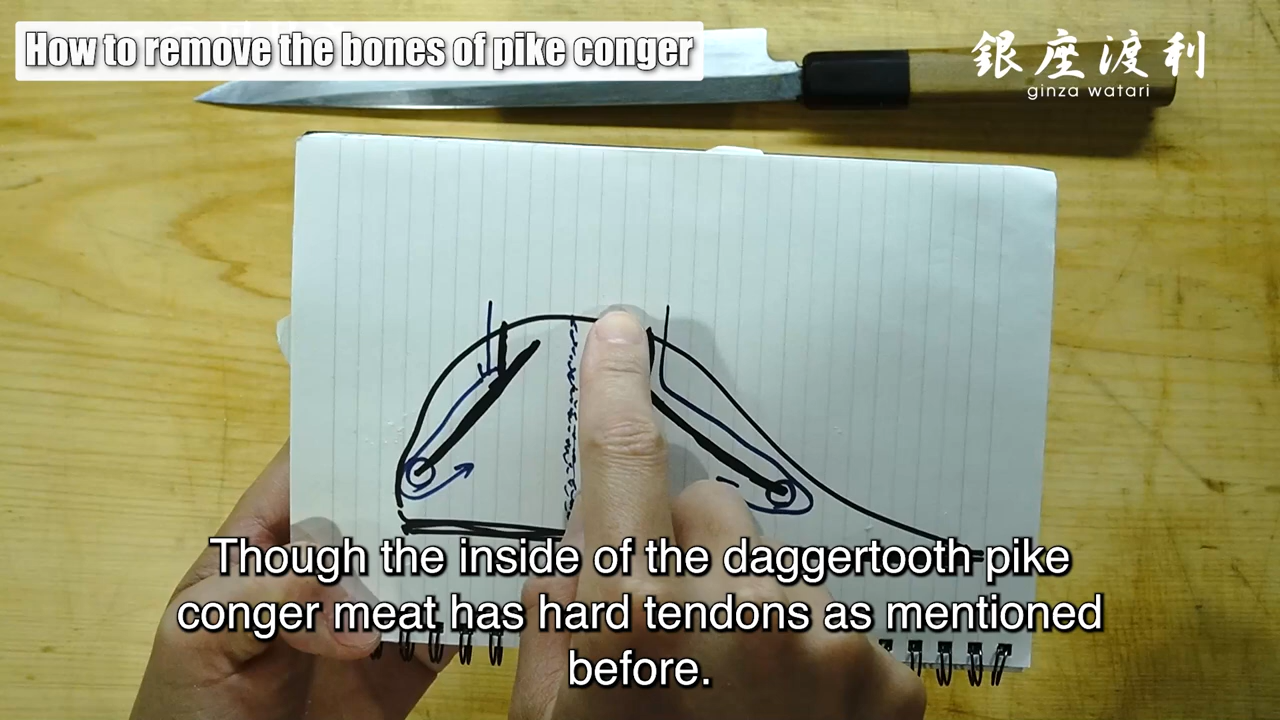 How to remove the bones of pike conger
銀座渡利
ginza watari
Though the inside of the daggertooth pike
conger meat has hard tendons as mentioned
before.